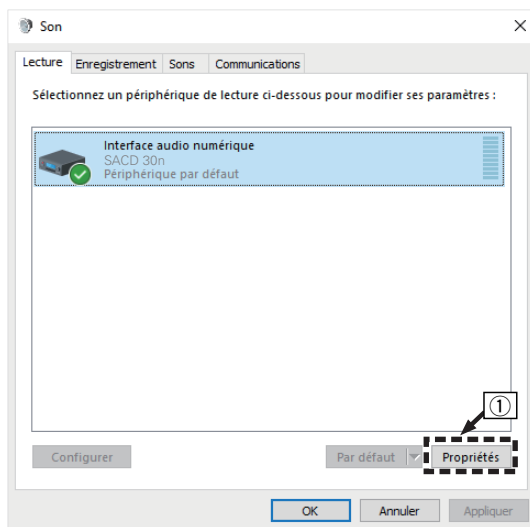 Son
Lecture Enregistrement Sons Communications
Sélectionnez un périphérique de lecture ci-dessous pour modifier ses paramètres :
Interface audio numérique
SACD 30n
Périphérique par défaut
①
Configurer Par défaut Propriétés
OK Annuler Appliquer